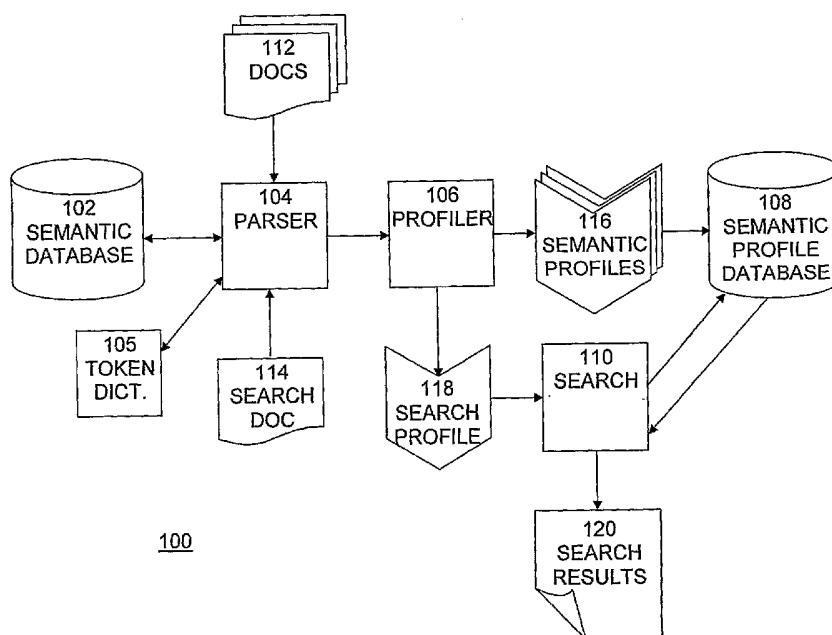 112
DOCS
102
SEMANTIC
DATABASE
104
PARSER
106
PROFILER
116
SEMANTIC
PROFILES
108
SEMANTIC
PROFILE
DATABASE
105
TOKEN
DICT.
114
SEARCH
DOC
118
SEARCH
PROFILE
110
SEARCH
100
120
SEARCH
RESULTS